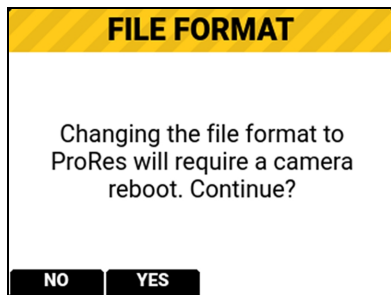 FILE FORMAT
Changing the file format to
ProRes will require a camera
reboot. Continue?
NO YES